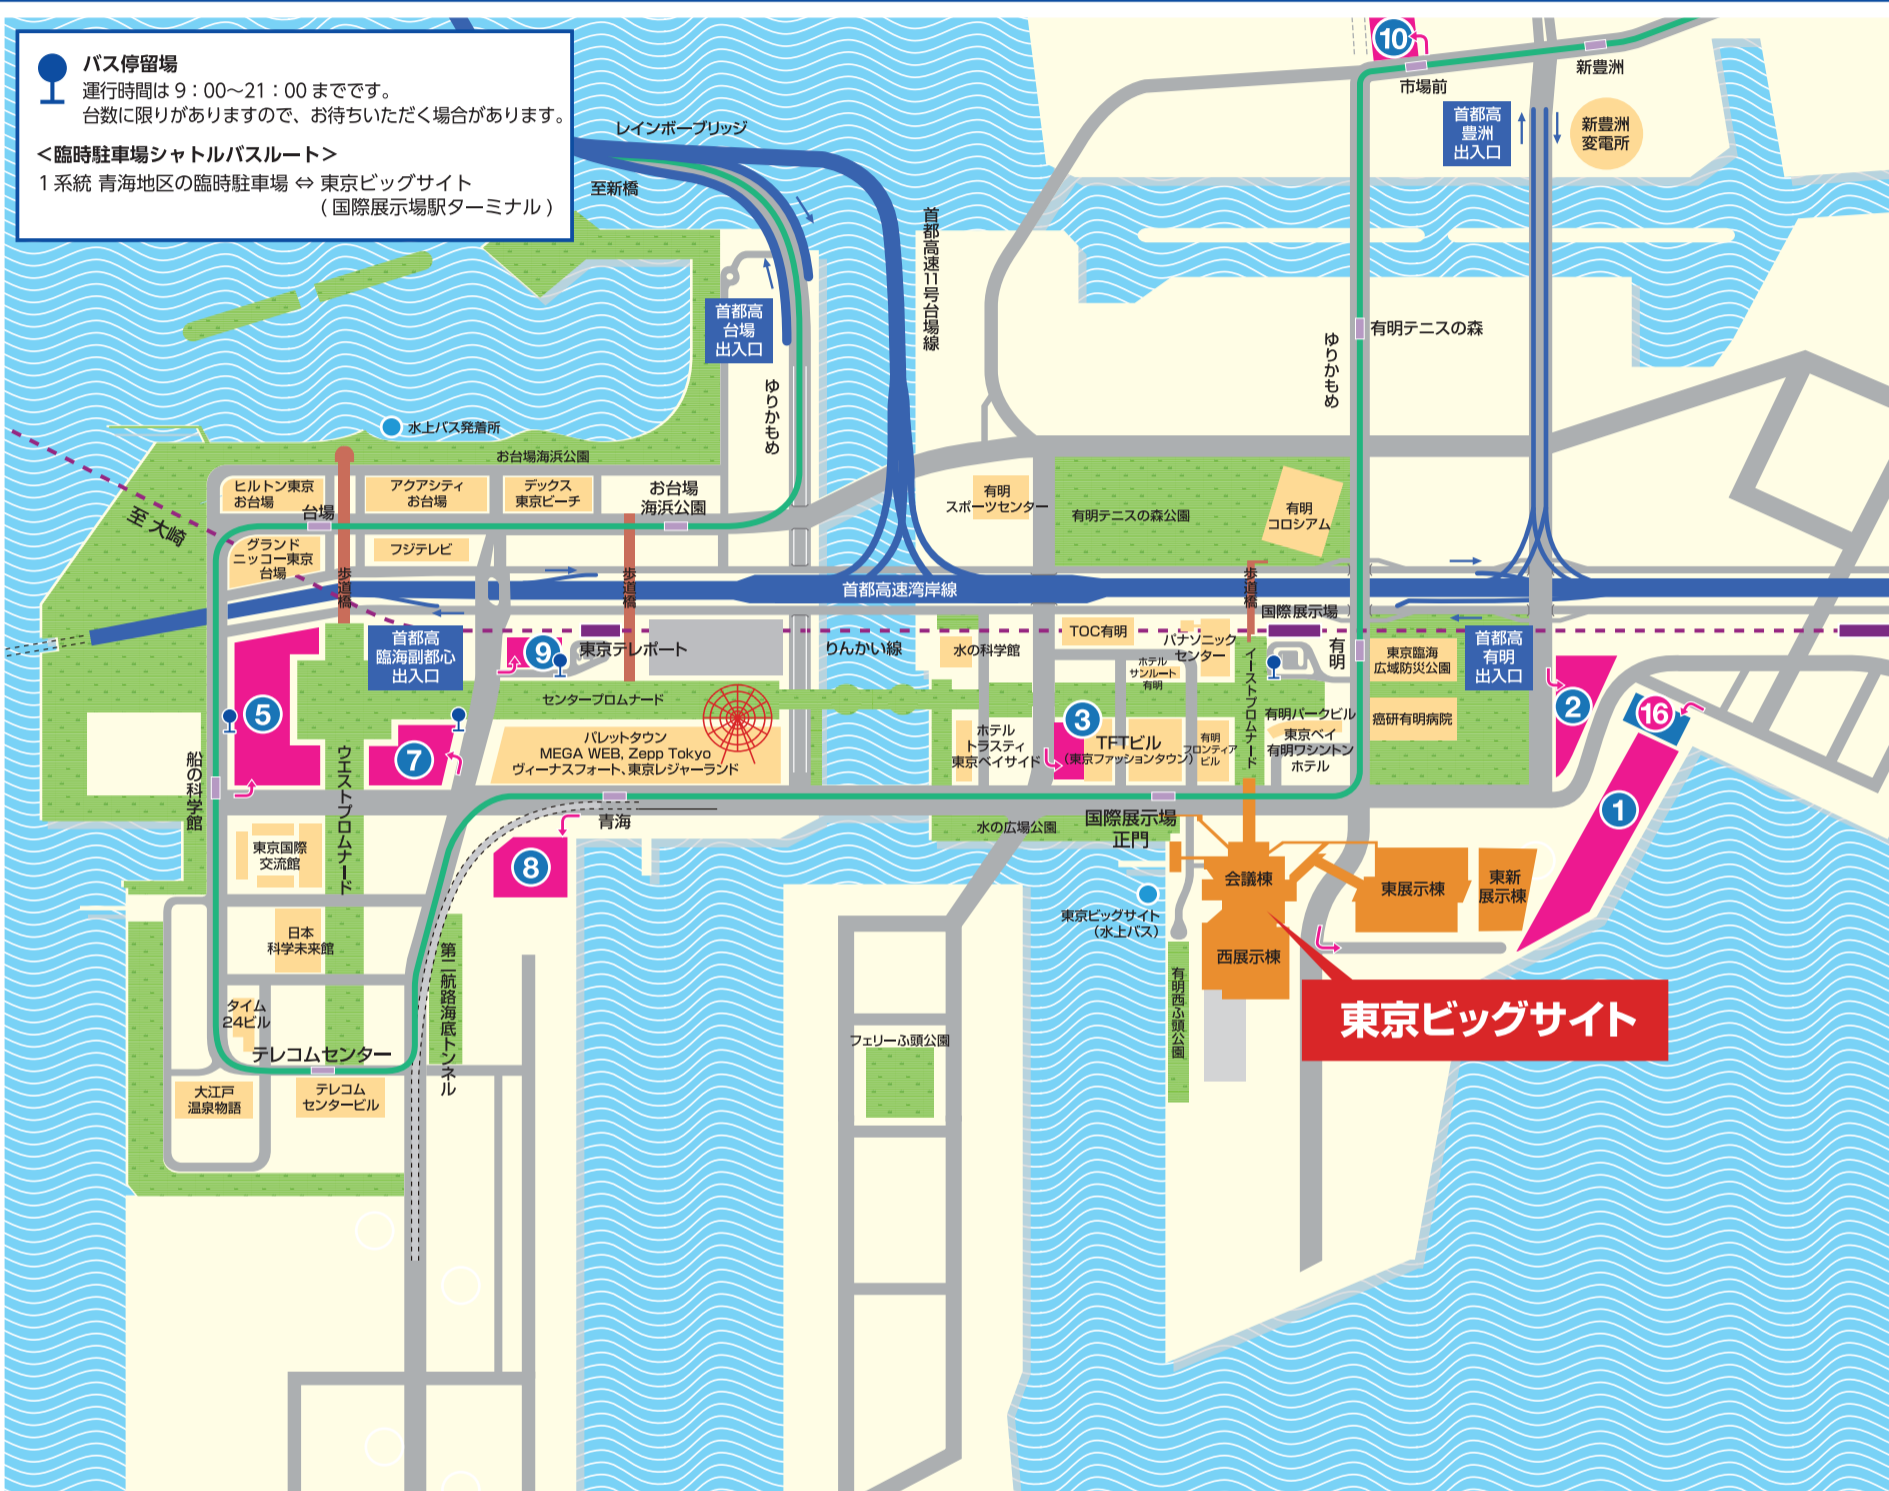 バス停留場
運行時間は 9:00～21:00 までです。
台数に限りがありますので、お待ちいただく場合があります。
＜臨時駐車場シャトルバスルート＞
1 系統 青海地区の臨時駐車場 ⇔ 東京ビッグサイト
( 国際展示場駅ターミナル )
10
市場前
新豊洲
首都高
豊洲
出入口
新豊洲
変電所
レインボーブリッジ
至新橋
首都高速11号台場線
首都高
台場
出入口
ゆりかもめ
ゆりかもめ
有明テニスの森
水上バス発着所
お台場海浜公園
至 大崎
ヒルトン東京
お台場
台場
アクアシティ
お台場
デックス
東京ビーチ
お台場
海浜公園
グランド
ニッコー東京
台場
フジテレビ
歩道橋
歩道橋
有明
スポーツセンター
有明テニスの森公園
有明
コロシアム
首都高速湾岸線
歩道橋
国際展示場
首都高
臨海副都心
出入口
9
東京テレポート
りんかい線
水の科学館
TOC有明
パナソニック
センター
ホテル
サンルート
有明
イーストプロムナード
有明
東京臨海
広域防災公園
首都高
有明
出入口
5
7
センタープロムナード
パレットタウン
MEGA WEB, Zepp Tokyo
ヴィーナスフォート、東京レジャーランド
ホテル
トラスティ
東京ベイサイド
3
TFTビル
(東京ファッションタウン)
有明
フロンティア
ビル
有明パークビル
東京ベイ
有明ワシントン
ホテル
癌研有明病院
2
16
1
船の科学館
ウエストプロムナード
青海
8
水の広場公園
国際展示場
正門
東京国際
交流館
日本
科学未来館
タイム
24ビル
テレコムセンター
大江戸
温泉物語
テレコム
センタービル
第二航路海底トンネル
フェリーふ頭公園
東京ビッグサイト
(水上バス)
会議棟
西展示棟
東展示棟
東新
展示棟
有明西ふ頭公園
東京ビッグサイト